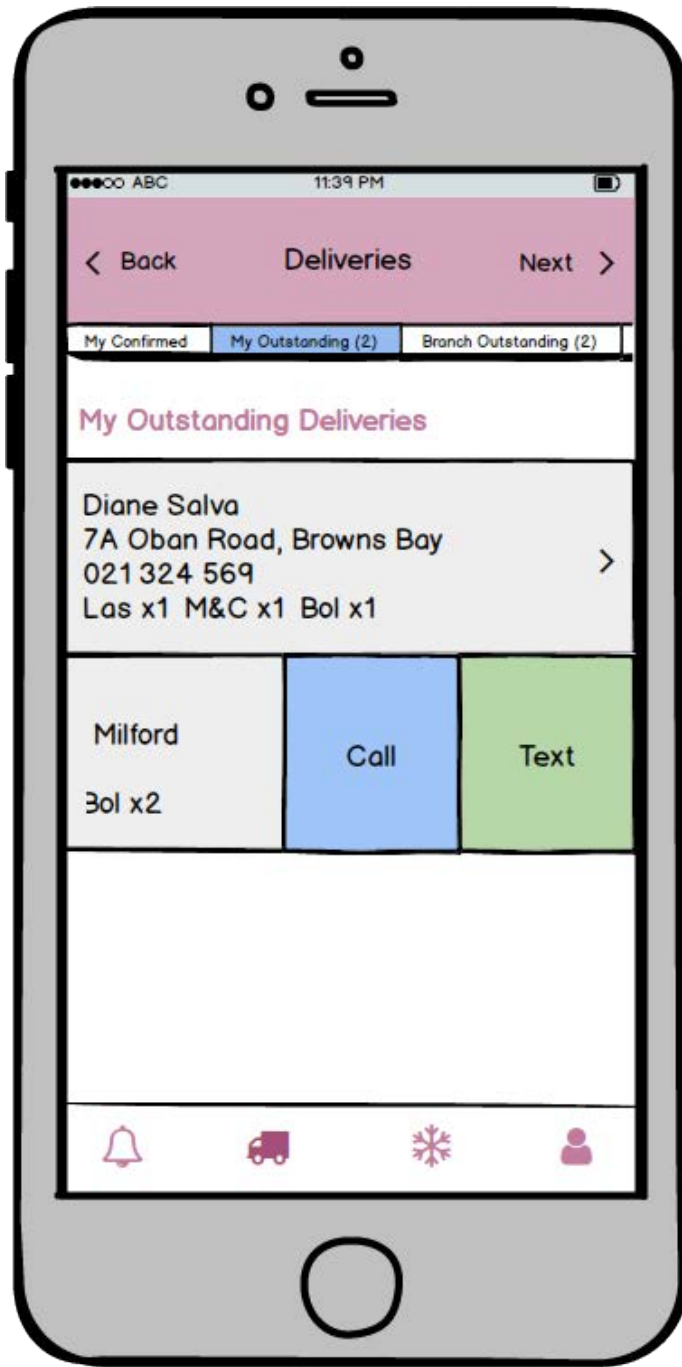 ABC 11:39 PM
Back Deliveries Next
My Confirmed My Outstanding (2) Branch Outstanding (2)
My Outstanding Deliveries
Diane Salva
7A Oban Road, Browns Bay
021 324 569
Las x1 M&C x1 Bol x1
Milford
Call Text
Bol x2